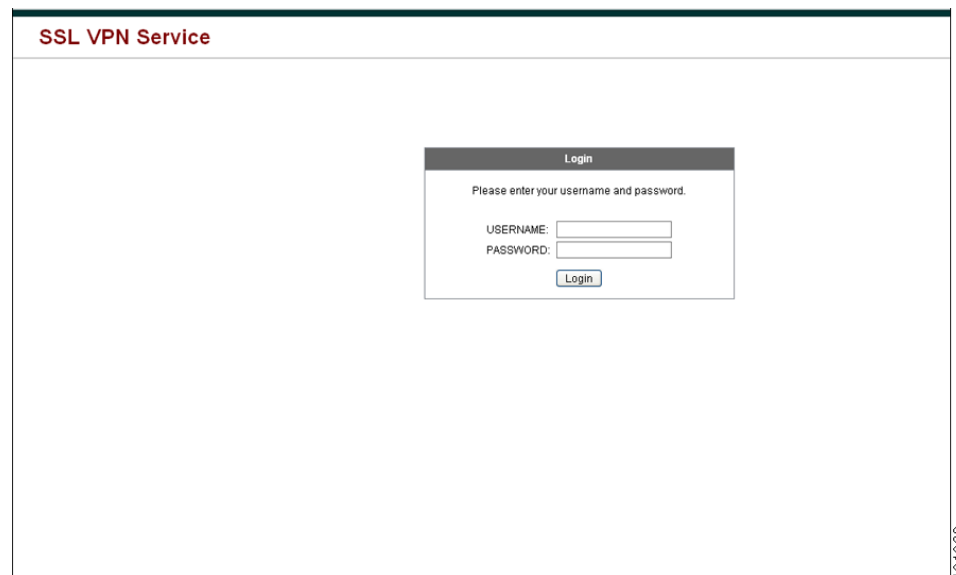 SSL VPN Service
Login
Please enter your username and password.
USERNAME:
PASSWORD:
Login